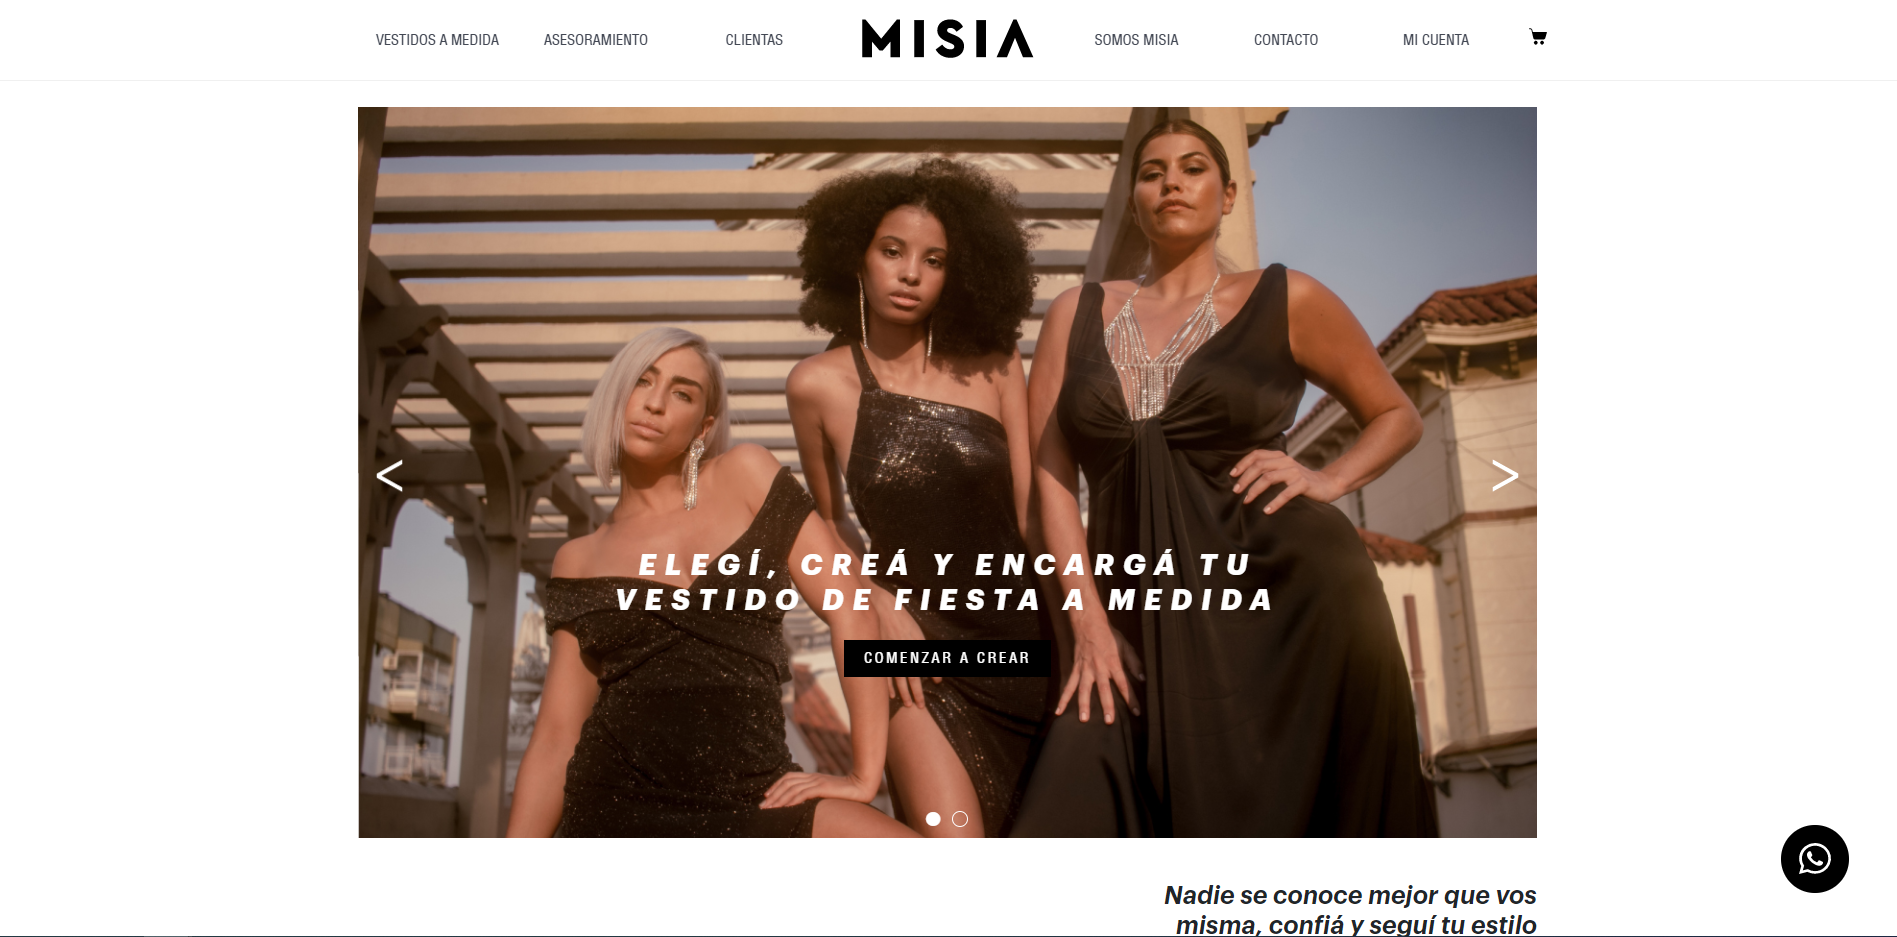 VESTIDOS A MEDIDA ASESORAMIENTO CLIENTAS MISIA SOMOS MISIA CONTACTO MI CUENTA
< >
ELEGÍ, CREÁ Y ENCARGÁ TU
VESTIDO DE FIESTA A MEDIDA
COMENZAR A CREAR
Nadie se conoce mejor que vos
misma, confiá y seguí tu estilo